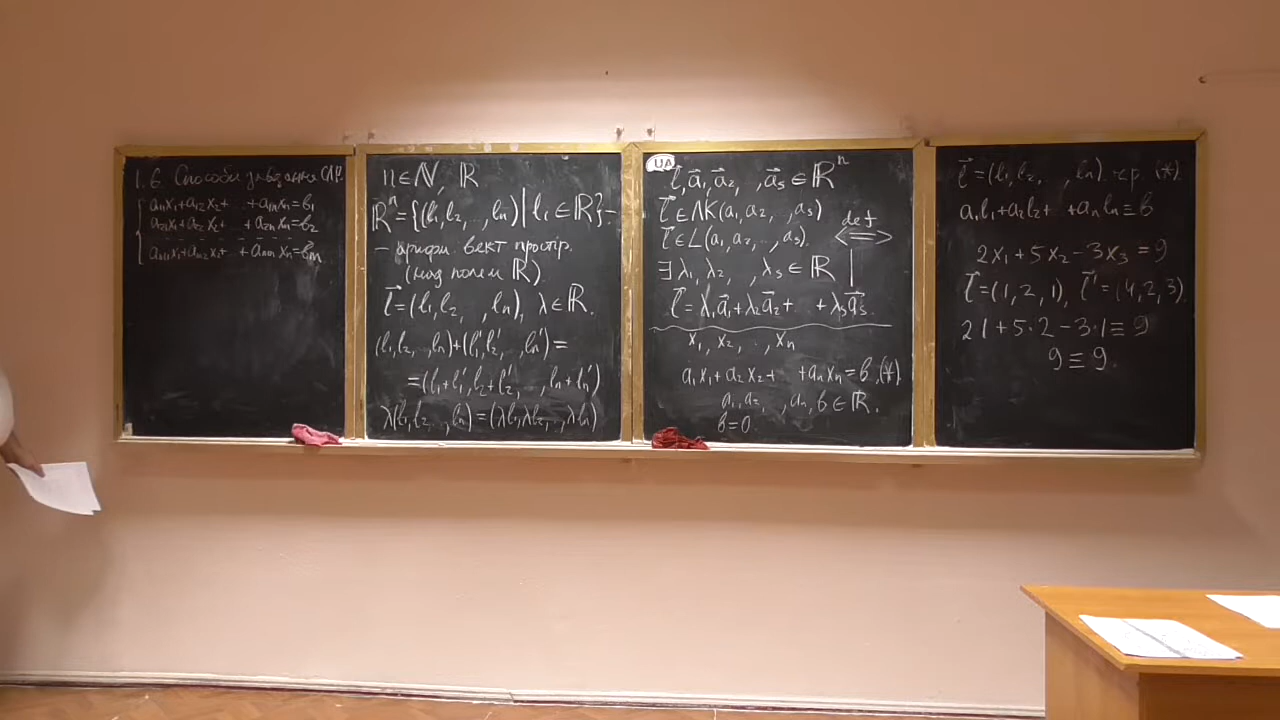 1.6. Способи завдання СЛР.
a₁₁x₁+a₁₂x₂+ +a₁ₙxₙ=b₁
a₂₁x₁+a₂₂x₂+ +a₂ₙxₙ=b₂
aₘ₁x₁+aₘ₂x₂+ +aₘₙxₙ=bₘ
n∈ℕ, ℝ
ℝⁿ={(l₁,l₂,..,lₙ)|l₁∈ℝ}–
– арифм. вект простр.
(над полем ℝ)
l⃗=(l₁,l₂, ,lₙ), λ∈ℝ.
(l₁,l₂,..,lₙ)+(l₁',l₂', ,lₙ')=
=(l₁+l₁',l₂+l₂', ,lₙ+lₙ')
λ(l₁,l₂, ,lₙ)=(λl₁,λl₂,..,λlₙ)
UA
l⃗,a⃗₁,a⃗₂, ,a⃗ₛ∈ℝⁿ
l⃗∈ΛK(a₁,a₂, ,aₛ)
l⃗∈L(a₁,a₂,..,aₛ). def ⟺
∃λ₁,λ₂, ,λₛ∈ℝ |
l⃗=λ₁a⃗₁+λ₂a⃗₂+ +λₛa⃗ₛ.
x₁, x₂,.., xₙ
a₁x₁+a₂x₂+ +aₙxₙ=b,(*)
a₁,a₂, ,aₙ,b∈ℝ.
b=0.
l⃗=(l₁,l₂, ,lₙ). ч.р. (*).
a₁l₁+a₂l₂+ +aₙlₙ≡b
2x₁+5x₂–3x₃=9
l⃗=(1,2,1), l⃗'=(4,2,3).
2·1+5·2–3·1≡9
9≡9.